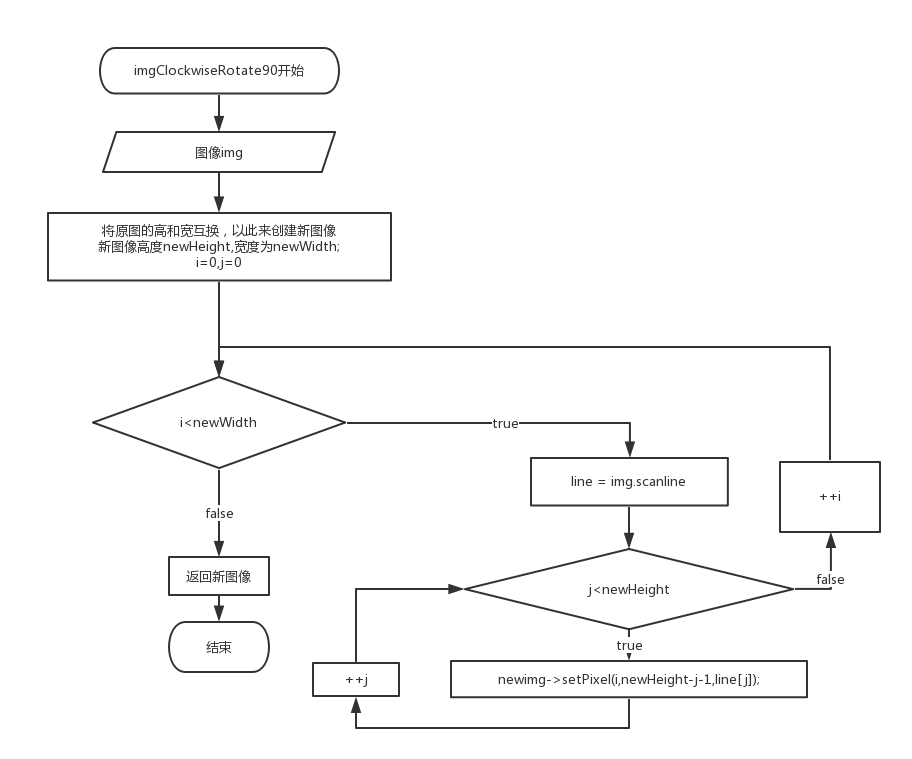 imgClockwiseRotate90开始
图像img
将原图的高和宽互换，以此来创建新图像
新图像高度newHeight,宽度为newWidth;
i=0,j=0
i<newWidth
true
line = img.scanline
++i
false
返回新图像
j<newHeight
false
true
结束
++j
newimg->setPixel(i,newHeight-j-1,line[j]);